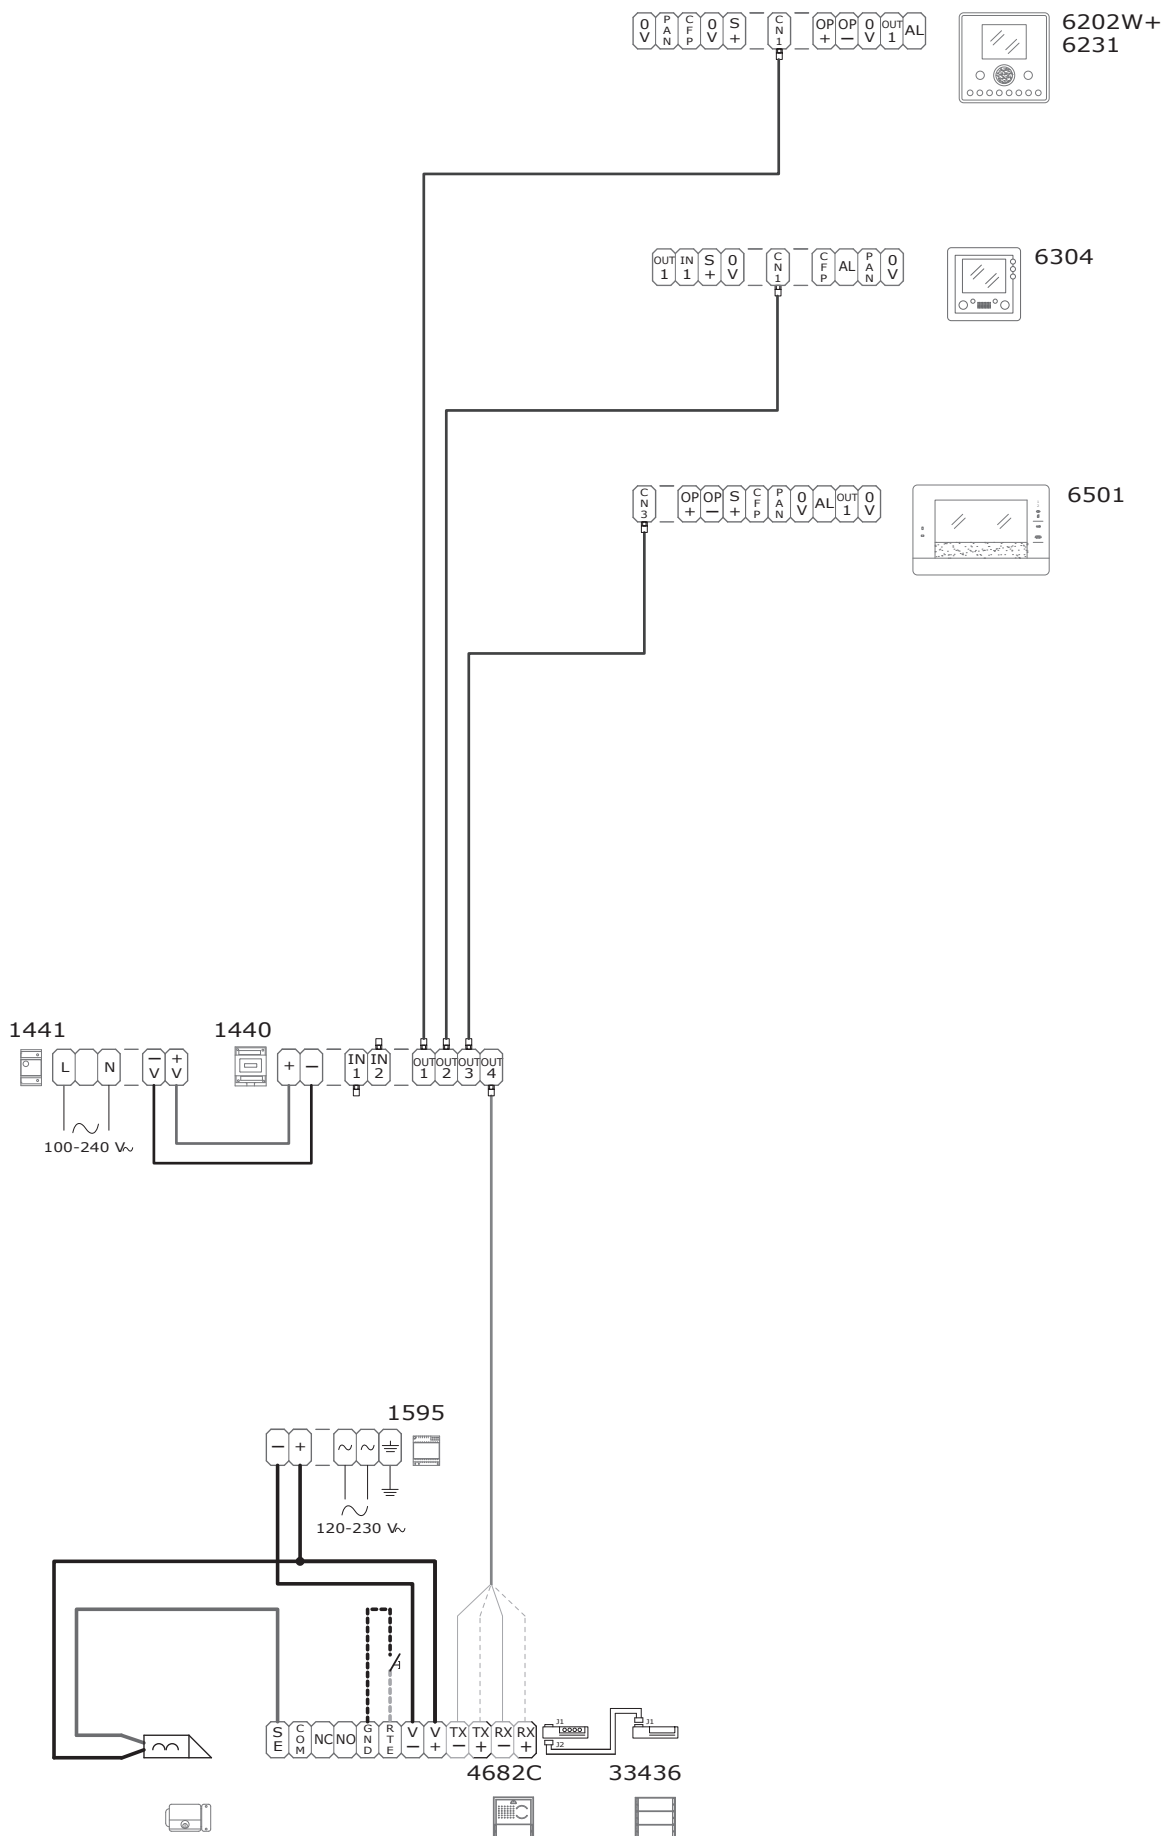 0V PAN CFP 0V S+ CN1 OP+ OP− 0V OUT1 AL
6202W+
6231
OUT1 IN1 S+ 0V CN1 CFP AL PAN 0V
6304
CN3 OP+ OP− S+ CFP PAN 0V AL OUT1 0V
6501
1441
1440
L N −V +V
+ − IN1 IN2 OUT1 OUT2 OUT3 OUT4
100-240 V~
1595
− + ~ ~
120-230 V~
SE COM NC NO GND RTE V− V+ TX− TX+ RX− RX+
J1
J2
J1
4682C
33436